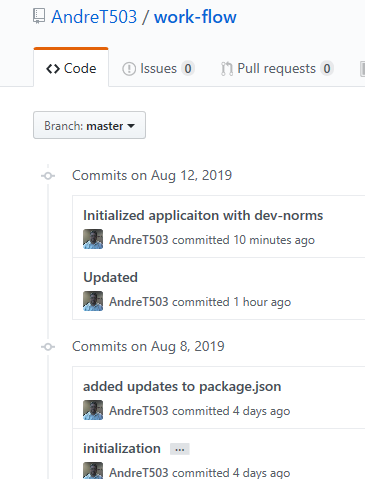 AndreT503 / work-flow
Code Issues 0 Pull requests 0
Branch: master
Commits on Aug 12, 2019
Initialized applicaiton with dev-norms
AndreT503 committed 10 minutes ago
Updated
AndreT503 committed 1 hour ago
Commits on Aug 8, 2019
added updates to package.json
AndreT503 committed 4 days ago
initialization ...
AndreT503 committed 4 days ago